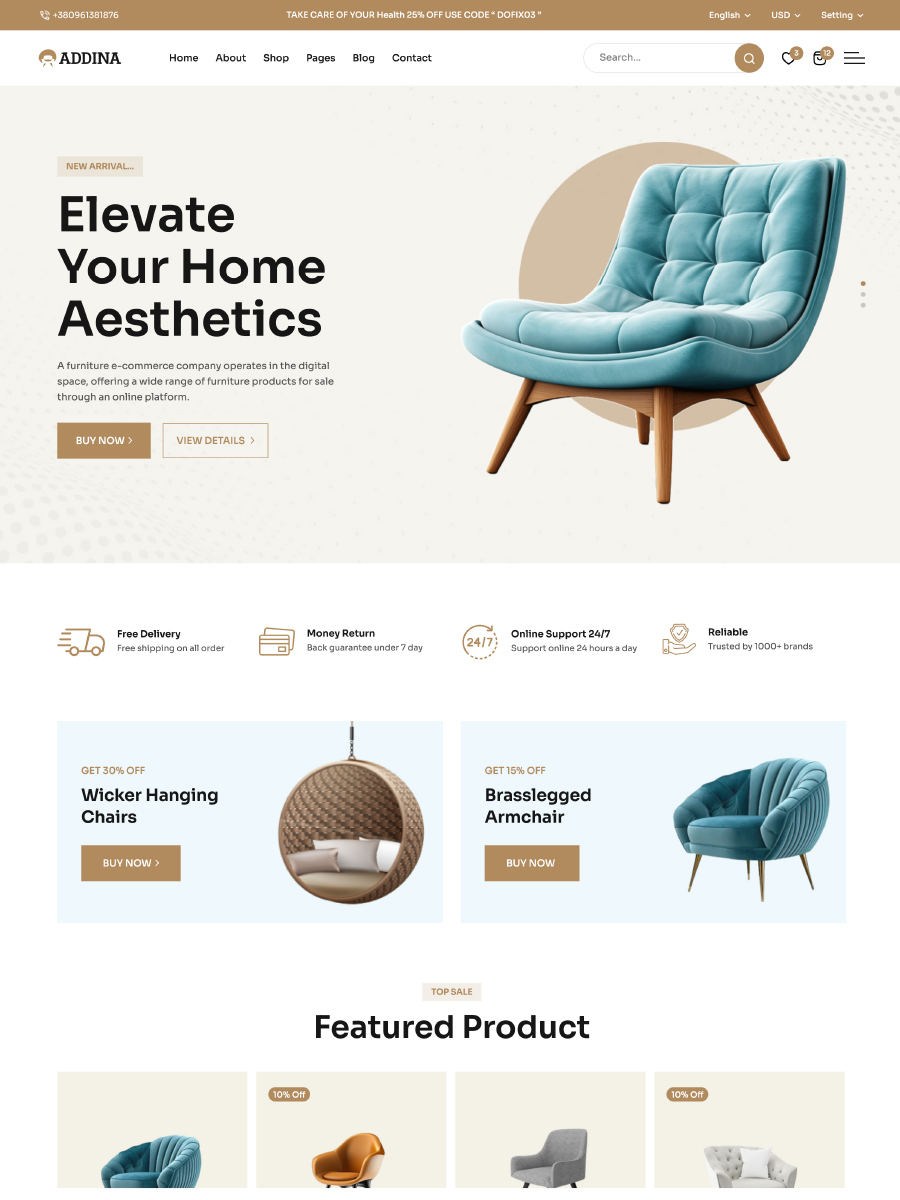 +380961381876
TAKE CARE OF YOUR Health 25% OFF USE CODE “ DOFIX03 ”
English
USD
Setting
ADDINA
Home
About
Shop
Pages
Blog
Contact
Search...
3
12
NEW ARRIVAL...
Elevate
Your Home
Aesthetics
A furniture e-commerce company operates in the digital
space, offering a wide range of furniture products for sale
through an online platform.
BUY NOW
VIEW DETAILS
Free Delivery
Free shipping on all order
Money Return
Back guarantee under 7 day
24/7
Online Support 24/7
Support online 24 hours a day
Reliable
Trusted by 1000+ brands
GET 30% OFF
Wicker Hanging
Chairs
BUY NOW
GET 15% OFF
Brasslegged
Armchair
BUY NOW
TOP SALE
Featured Product
10% Off
10% Off